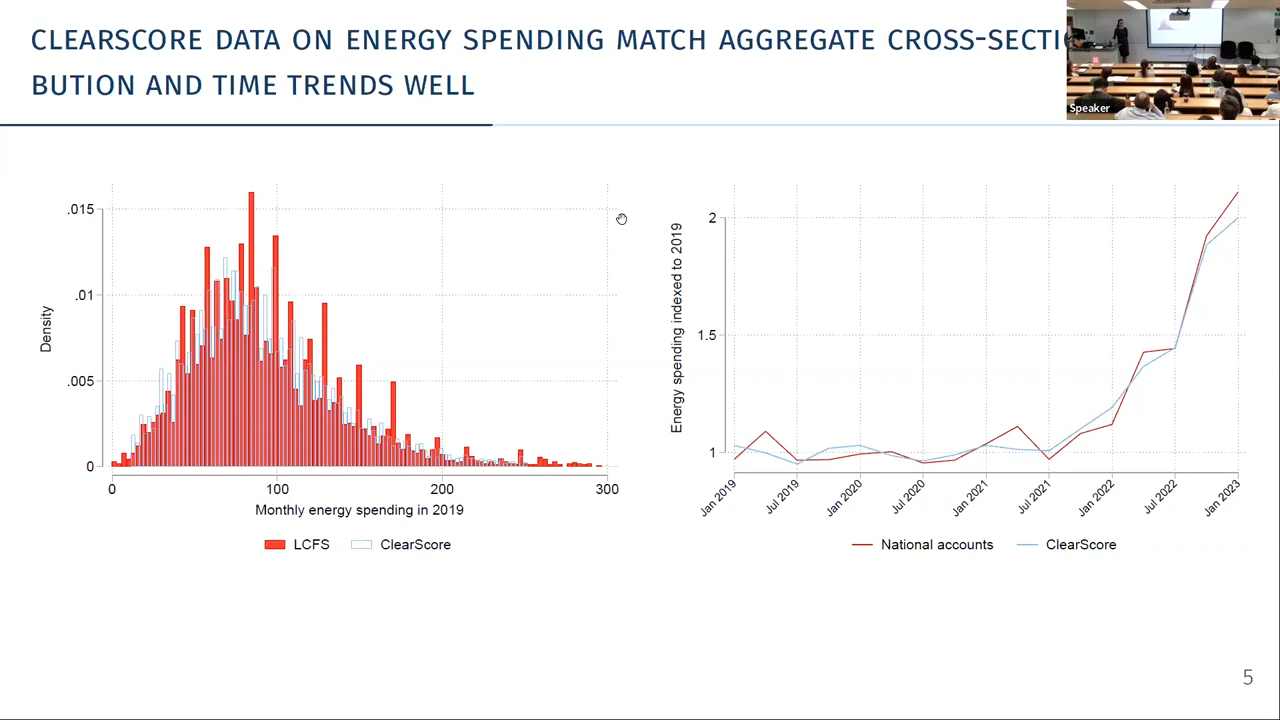 CLEARSCORE DATA ON ENERGY SPENDING MATCH AGGREGATE CROSS-SECTI
BUTION AND TIME TRENDS WELL
Speaker
Density
.015
.01
.005
0
0 100 200 300
Monthly energy spending in 2019
LCFS ClearScore
Energy spending indexed to 2019
2
1.5
1
Jan 2019 Jul 2019 Jan 2020 Jul 2020 Jan 2021 Jul 2021 Jan 2022 Jul 2022 Jan 2023
National accounts ClearScore
5